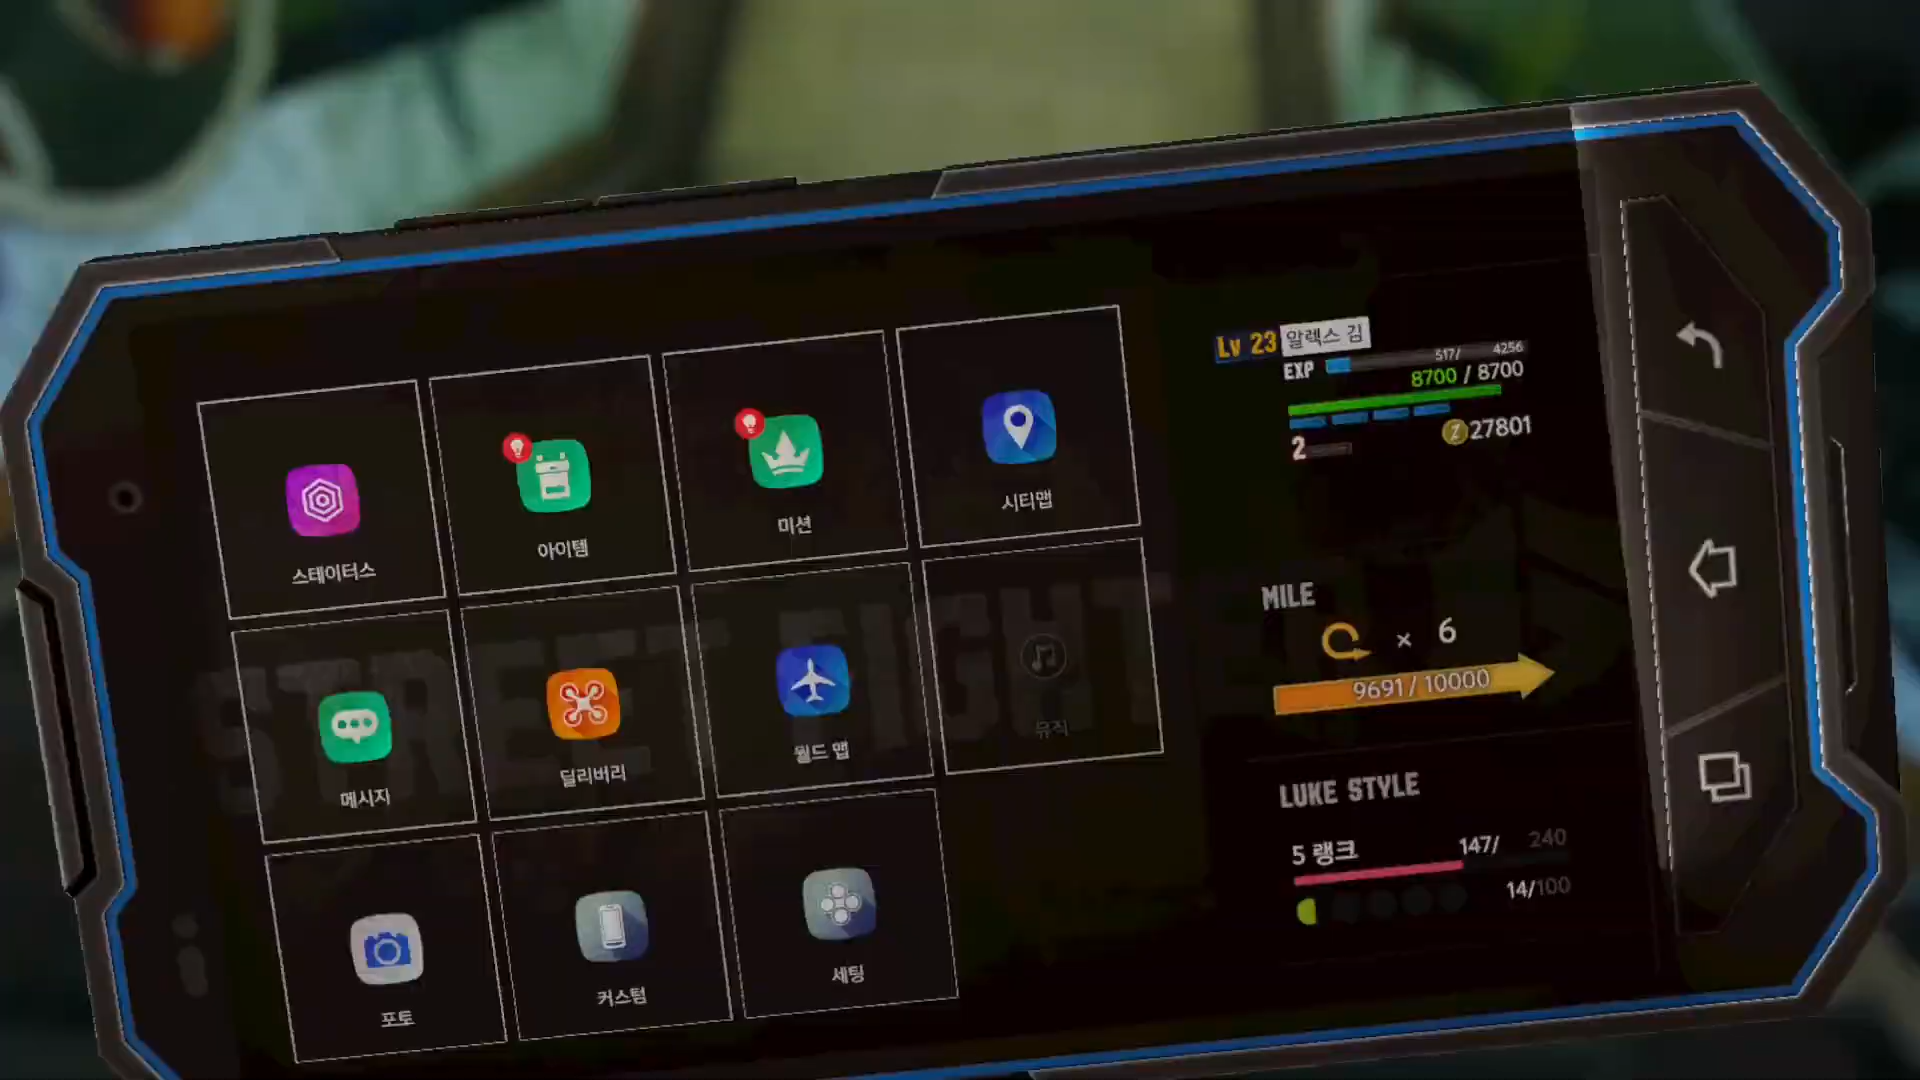 스테이터스
아이템
미션
시티맵
메시지
딜리버리
월드 맵
뮤직
포토
커스텀
세팅
STREET FIGHTE
Lv 23 알렉스 김
EXP 517/ 4256
8700 / 8700
2
Z 27801
MILE
× 6
9691/10000
LUKE STYLE
5 랭크 147/ 240
14/100